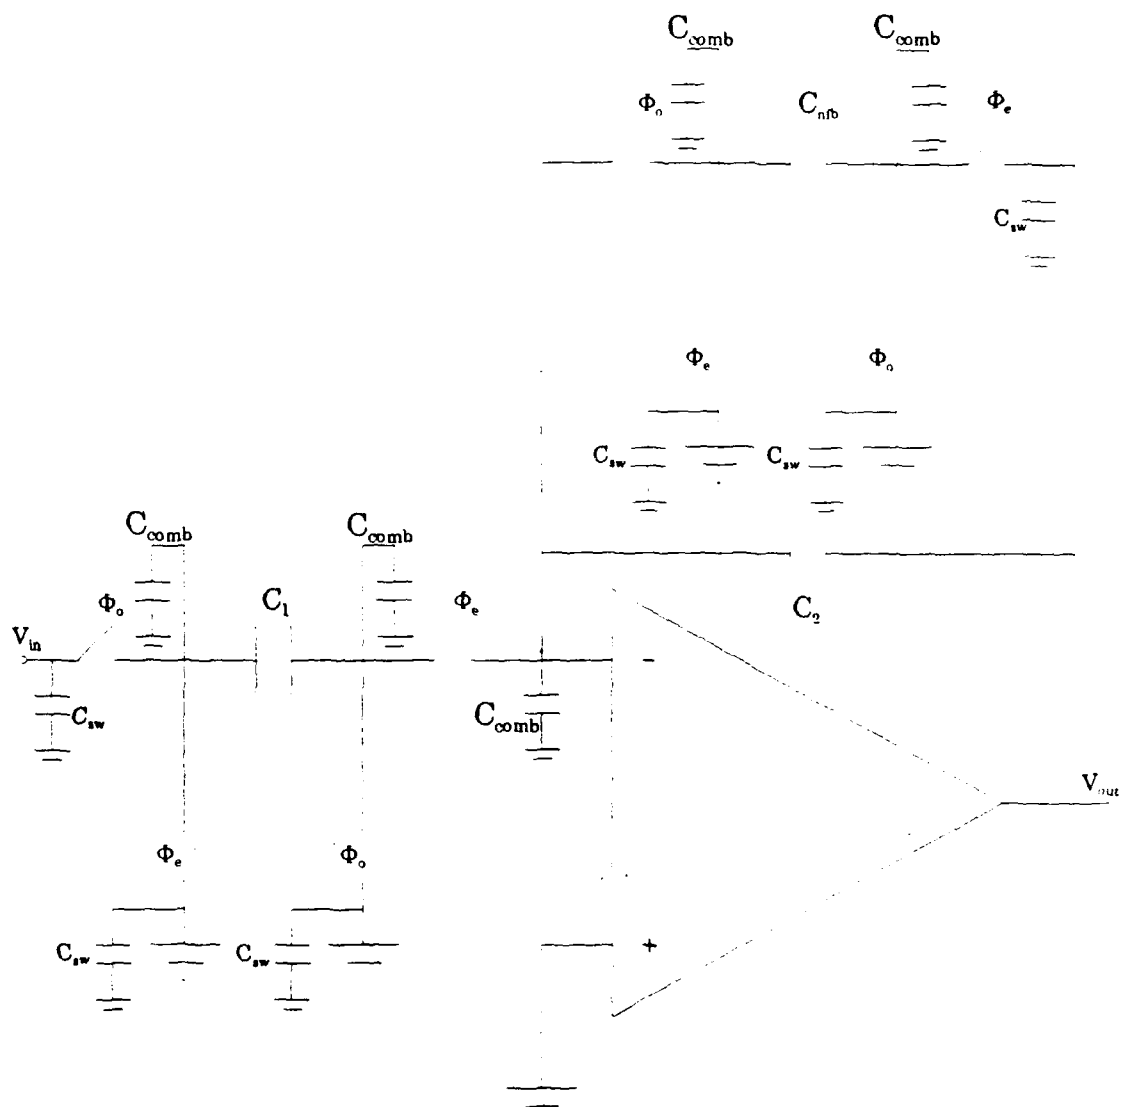 C_comb C_comb
Φ_o C_nfb Φ_e
C_sw
Φ_e Φ_o
C_sw C_sw
C_comb C_comb
Φ_o C_1 Φ_e C_2
V_in −
C_sw C_comb
V_out
Φ_e Φ_o
C_sw C_sw +